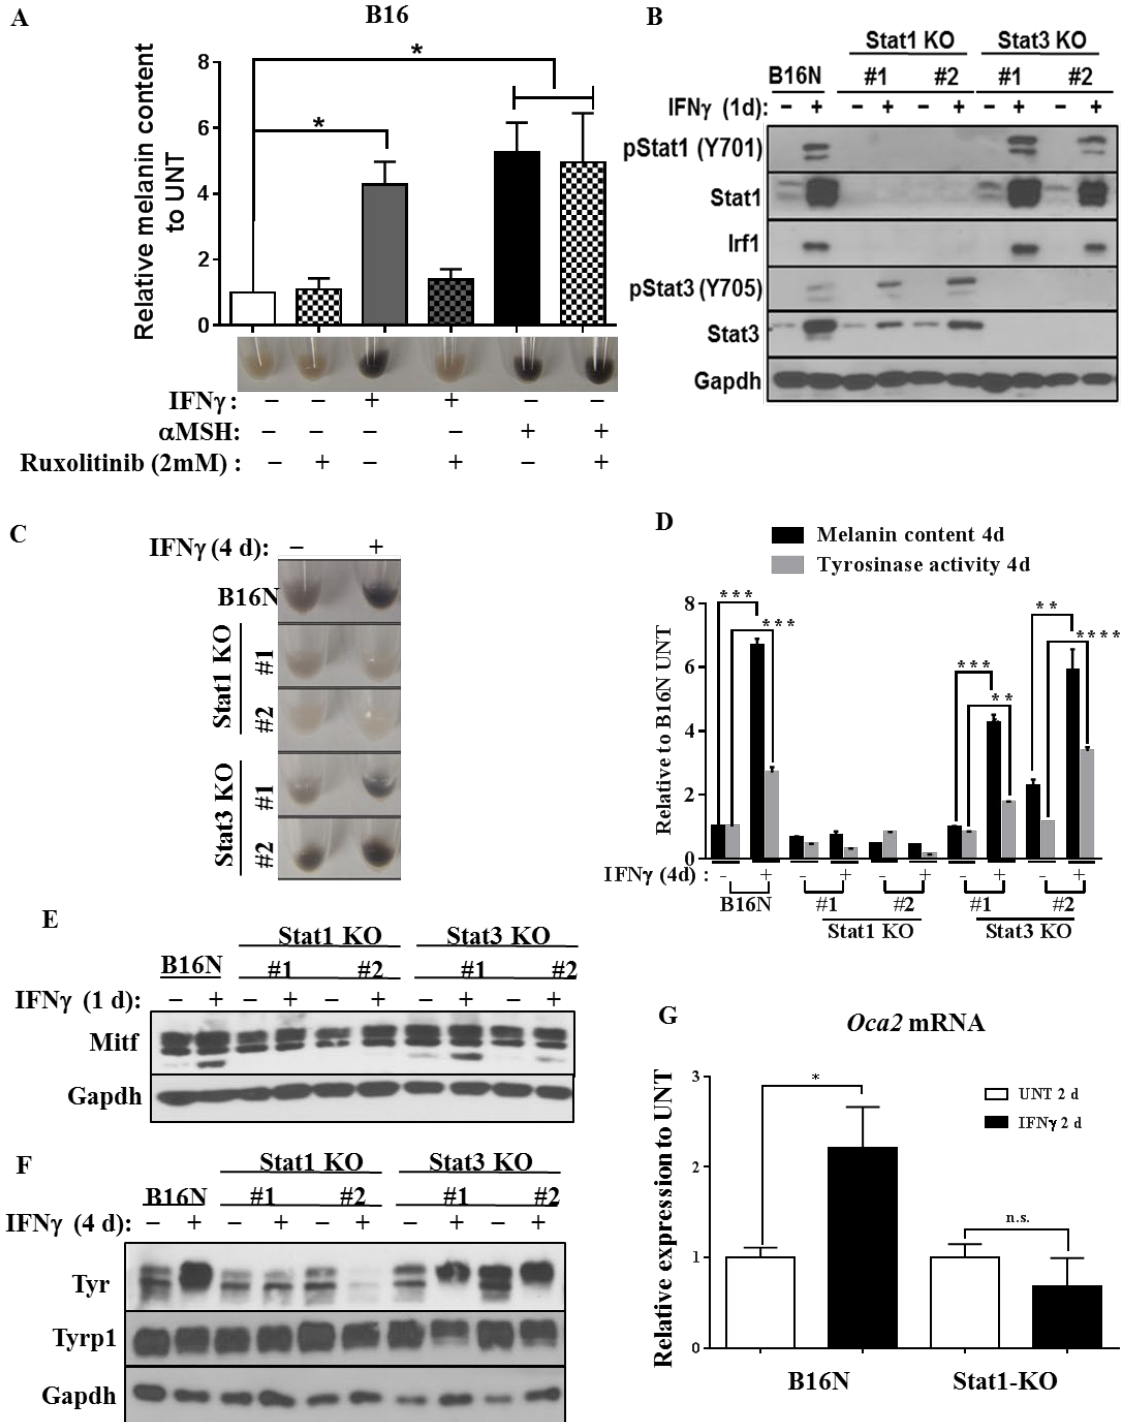 A
B16
Relative melanin content
to UNT
8
6
4
2
0
*
*
IFNγ : – – + + – –
αMSH: – – – – + +
Ruxolitinib (2mM) : – + – + – +
B
Stat1 KO Stat3 KO
B16N #1 #2 #1 #2
IFNγ (1d): – + – + – + – + – +
pStat1 (Y701)
Stat1
Irf1
pStat3 (Y705)
Stat3
Gapdh
C
IFNγ (4 d): – +
B16N
Stat1 KO
#1
#2
Stat3 KO
#1
#2
D
Melanin content 4d
Tyrosinase activity 4d
Relative to B16N UNT
8
6
4
2
0
*** *** *** ** ** ****
IFNγ (4d) : - + - + - + - + - +
B16N #1 #2 #1 #2
Stat1 KO Stat3 KO
E
Stat1 KO Stat3 KO
B16N #1 #2 #1 #2
IFNγ (1 d): – + – + – + – + – +
Mitf
Gapdh
F
Stat1 KO Stat3 KO
B16N #1 #2 #1 #2
IFNγ (4 d): – + – + – + – + – +
Tyr
Tyrp1
Gapdh
G
Oca2 mRNA
Relative expression to UNT
3
2
1
0
UNT 2 d
IFNγ 2 d
*
n.s.
B16N Stat1-KO